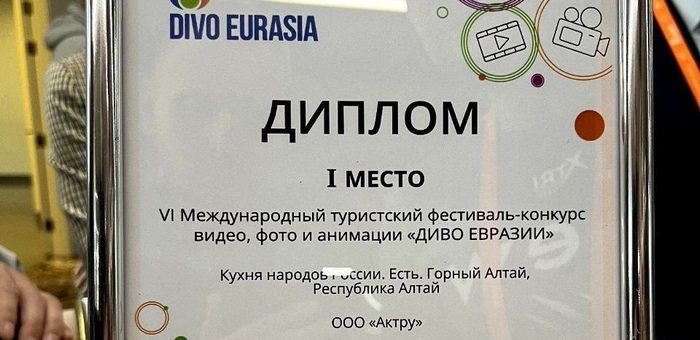 DIVO EURASIA
ДИПЛОМ
I МЕСТО
VI Международный туристский фестиваль-конкурс
видео, фото и анимации «ДИВО ЕВРАЗИИ»
Кухня народов России. Есть. Горный Алтай,
Республика Алтай
ООО «Актру»